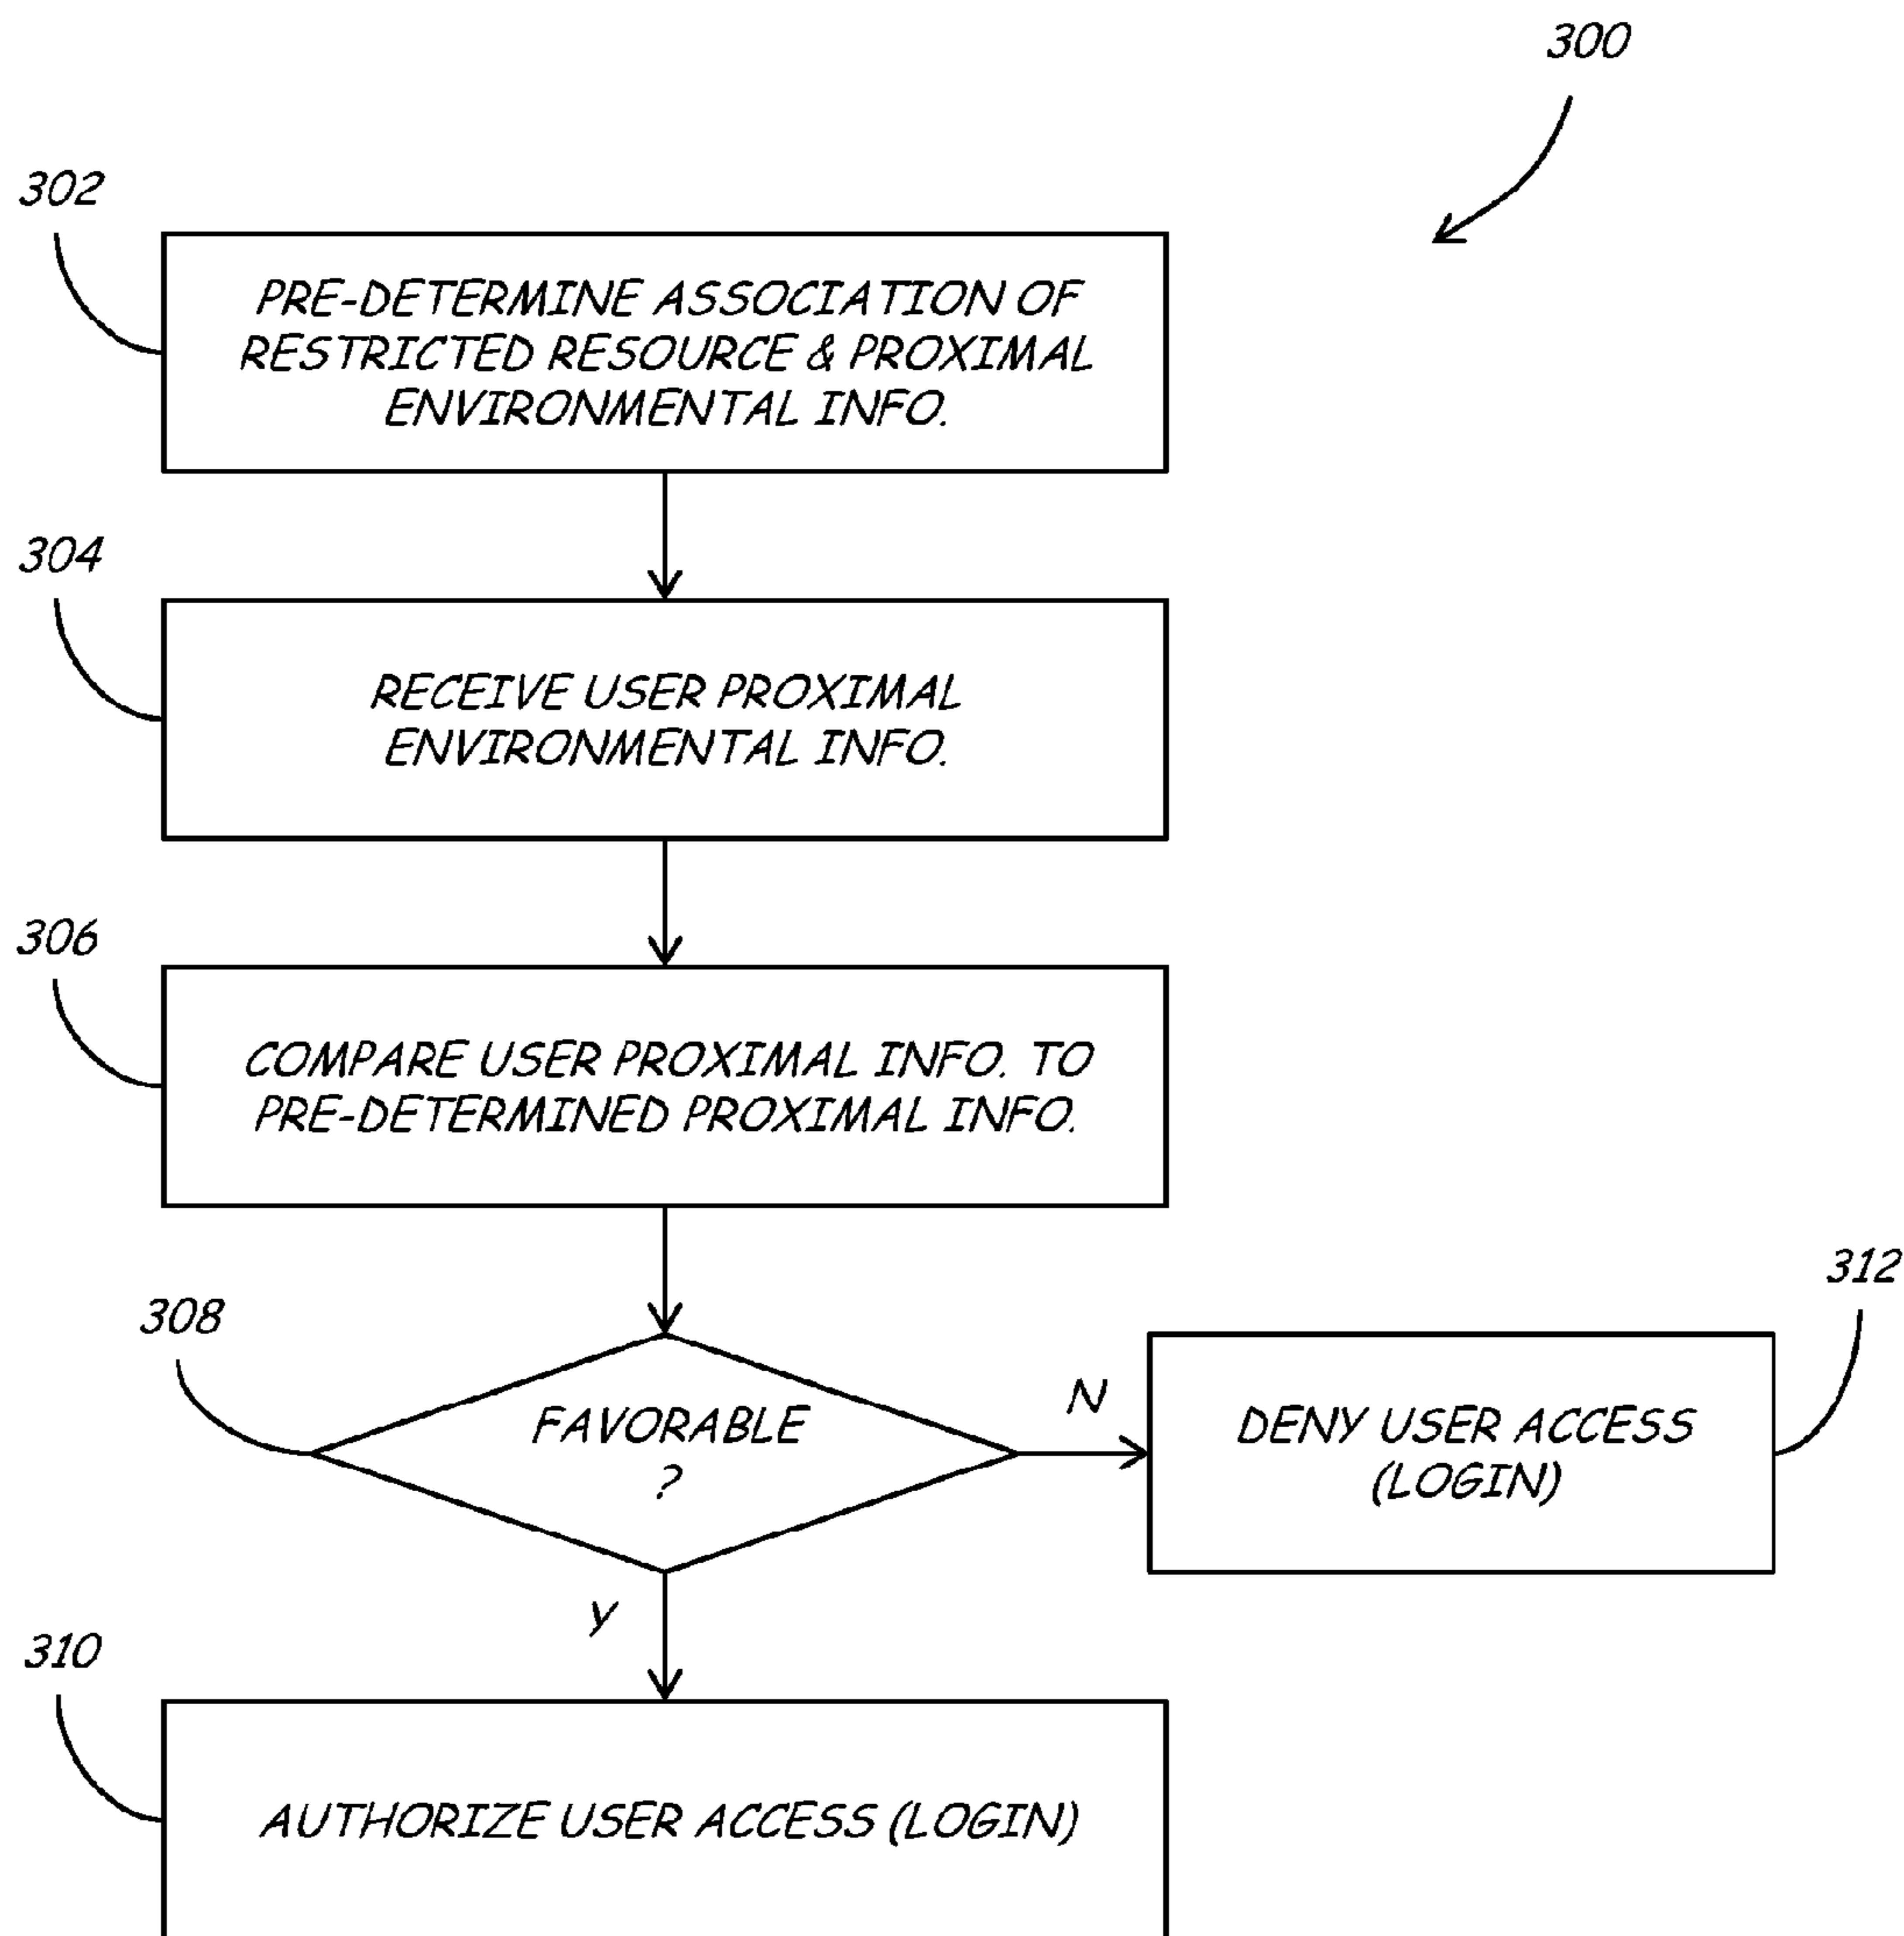 300
302
PRE-DETERMINE ASSOCIATION OF
RESTRICTED RESOURCE & PROXIMAL
ENVIRONMENTAL INFO.
304
RECEIVE USER PROXIMAL
ENVIRONMENTAL INFO.
306
COMPARE USER PROXIMAL INFO. TO
PRE-DETERMINED PROXIMAL INFO.
308
FAVORABLE
?
N
312
DENY USER ACCESS
(LOGIN)
Y
310
AUTHORIZE USER ACCESS (LOGIN)